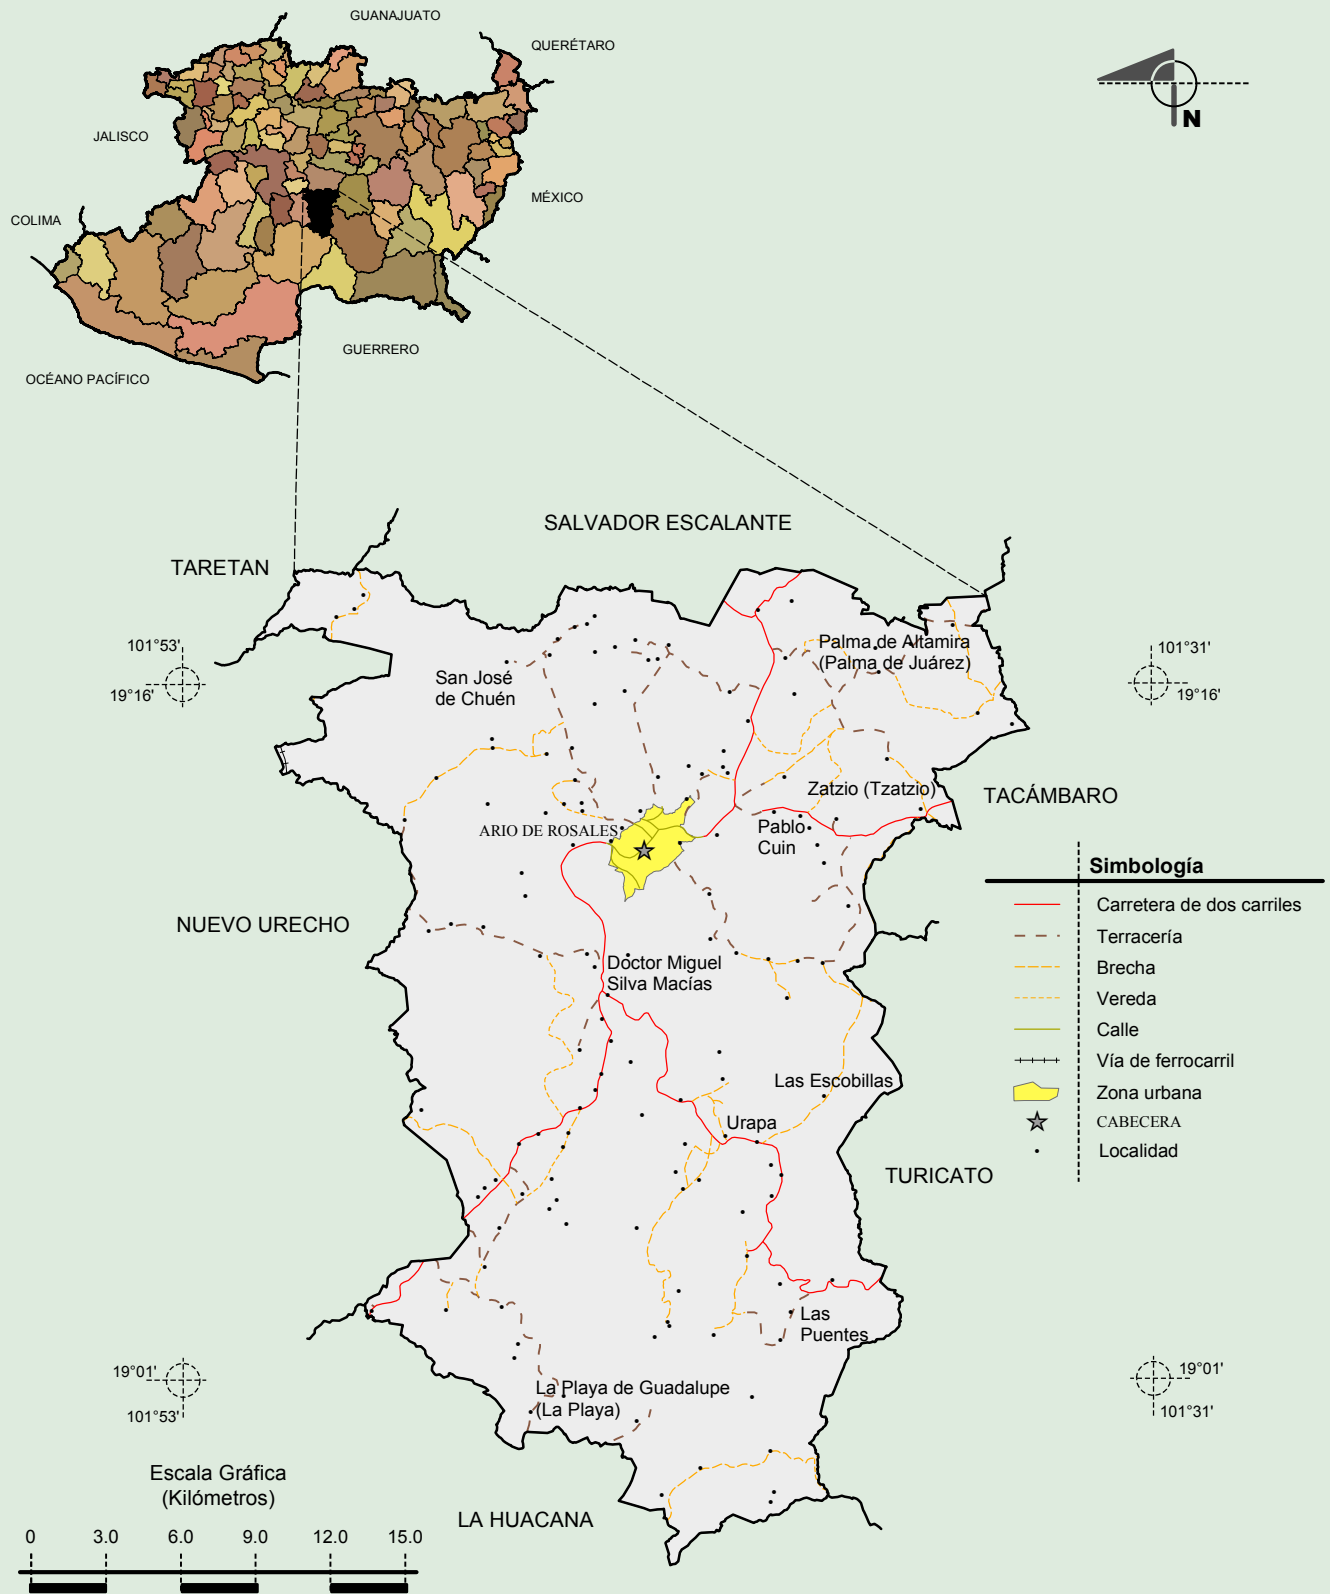 GUANAJUATO
QUERÉTARO
JALISCO
MÉXICO
COLIMA
GUERRERO
OCÉANO PACÍFICO
N
SALVADOR ESCALANTE
TARETAN
101°53'
19°16'
101°31'
19°16'
Palma de Altamira
(Palma de Juárez)
San José
de Chuén
Zatzio (Tzatzio)
TACÁMBARO
ARIO DE ROSALES
Pablo
Cuin
NUEVO URECHO
Doctor Miguel
Silva Macías
Las Escobillas
Urapa
TURICATO
Las
Puentes
La Playa de Guadalupe
(La Playa)
LA HUACANA
19°01'
101°53'
19°01'
101°31'
Simbología
Carretera de dos carriles
Terracería
Brecha
Vereda
Calle
Vía de ferrocarril
Zona urbana
CABECERA
Localidad
Escala Gráfica
(Kilómetros)
0 3.0 6.0 9.0 12.0 15.0